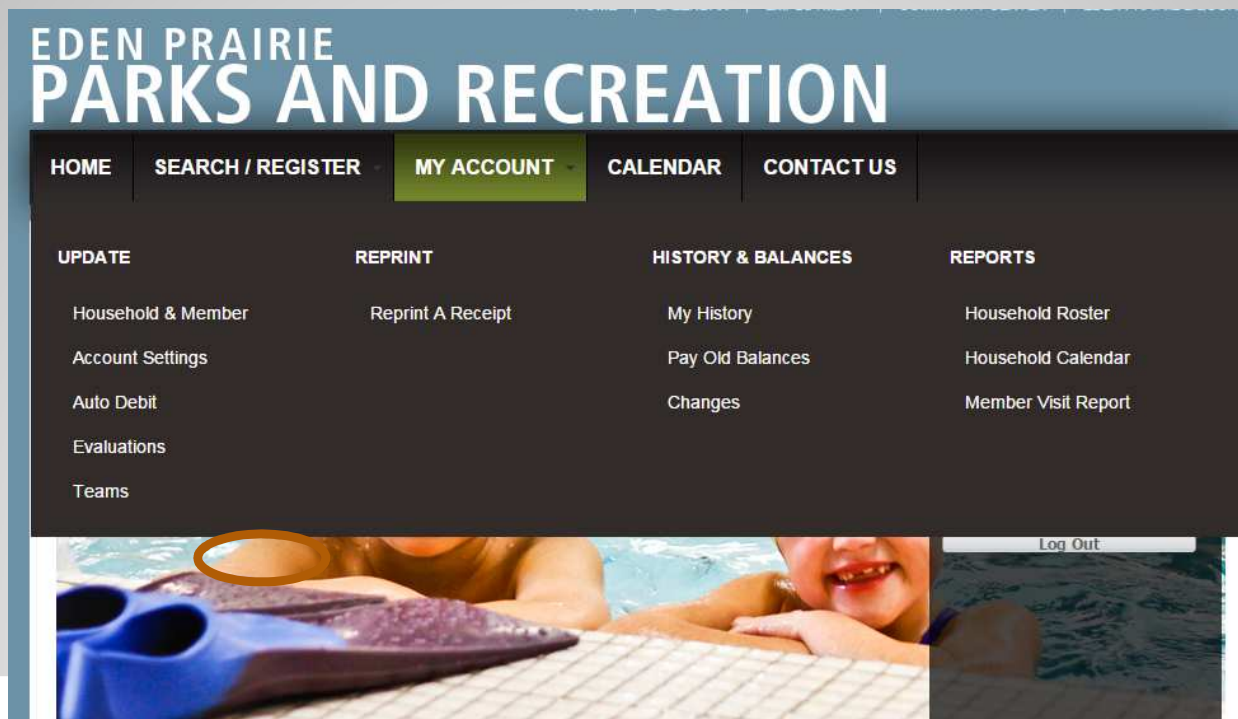 EDEN PRAIRIE
PARKS AND RECREATION
HOME SEARCH / REGISTER MY ACCOUNT CALENDAR CONTACT US
UPDATE REPRINT HISTORY & BALANCES REPORTS
Household & Member Reprint A Receipt My History Household Roster
Account Settings Pay Old Balances Household Calendar
Auto Debit Changes Member Visit Report
Evaluations
Teams
Log Out